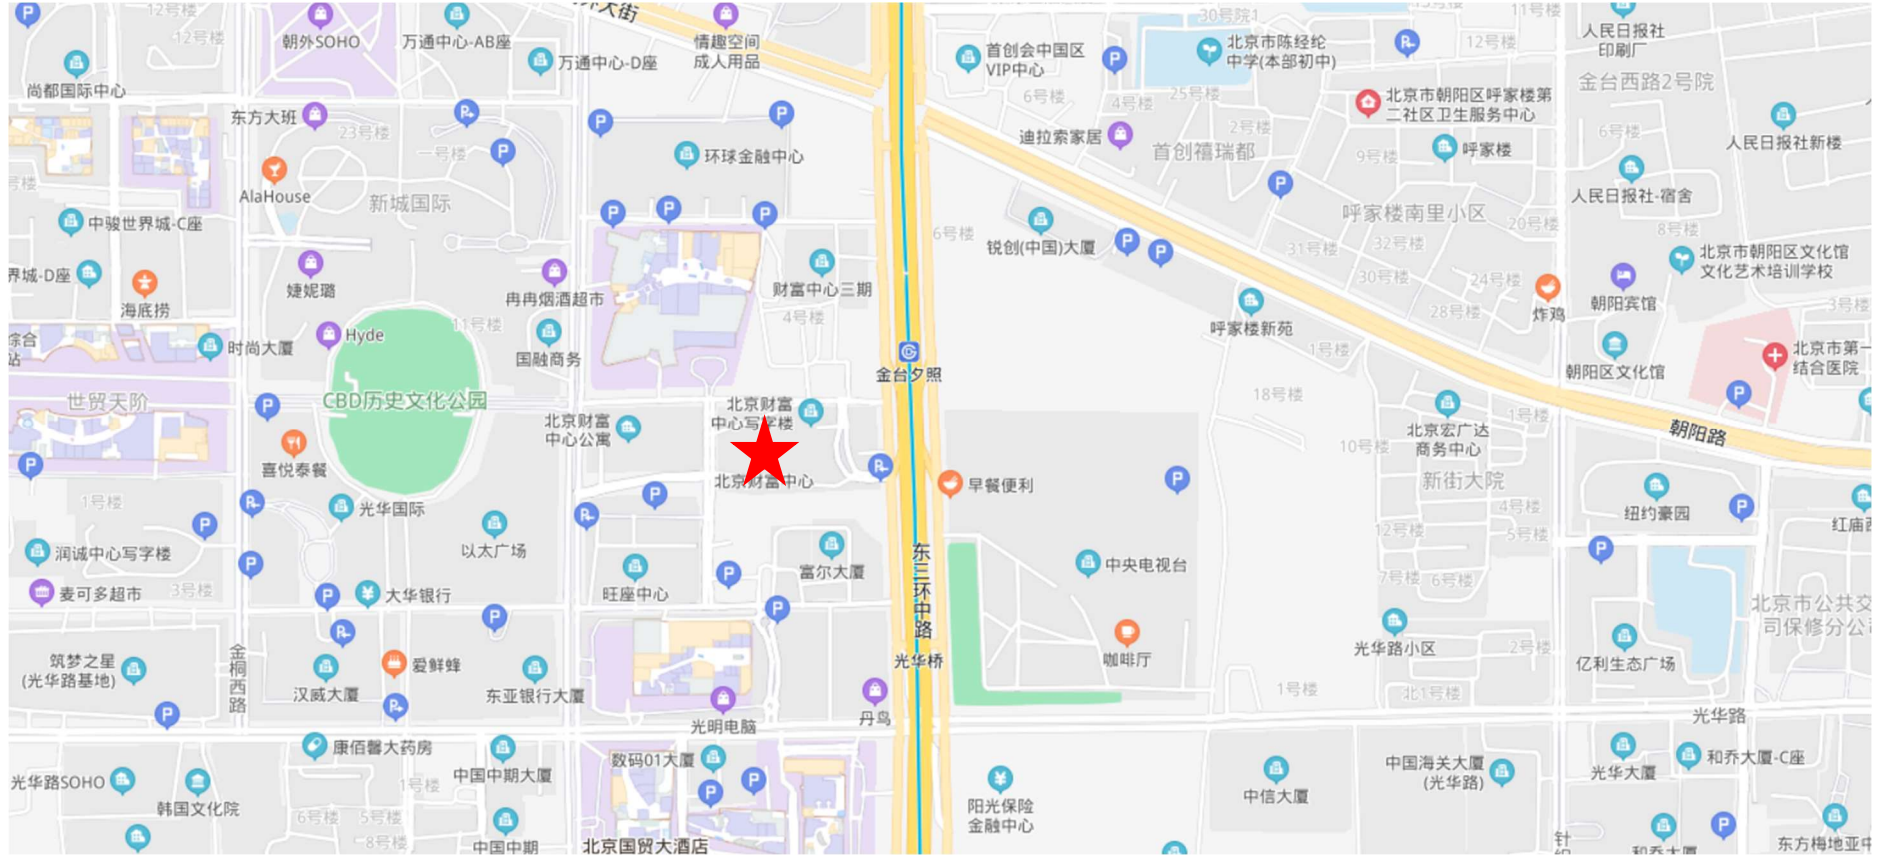 外大街
30号院1
11号楼
12号楼
朝外SOHO
万通中心-AB座
万通中心-D座
情趣空间
成人用品
首创会中国区
VIP中心
北京市陈经纶
中学(本部初中)
12号楼
人民日报社
印刷厂
金台西路2号院
尚都国际中心
东方大班
23号楼
一号楼
环球金融中心
6号楼
4号楼
25号楼
2号楼
迪拉索家居
首创禧瑞都
北京市朝阳区呼家楼第
二社区卫生服务中心
9号楼
呼家楼
6号楼
人民日报社新楼
号楼
AlaHouse
新城国际
人民日报社-宿舍
中骏世界城-C座
6号楼
锐创(中国)大厦
呼家楼南里小区
20号楼
31号楼
32号楼
8号楼
北京市朝阳区文化馆
文化艺术培训学校
界城-D座
海底捞
婕妮璐
冉冉烟酒超市
财富中心三期
4号楼
30号楼
24号楼
28号楼
炸鸡
朝阳宾馆
3号楼
综合
站
时尚大厦
Hyde
11号楼
国融商务
呼家楼新苑
1号楼
朝阳区文化馆
北京市第一
结合医院
金台夕照
世贸天阶
CBD历史文化公园
北京财富
中心公寓
北京财富
中心写字楼
18号楼
10号楼
北京宏广达
商务中心
1号楼
朝阳路
喜悦泰餐
北京财富中心
早餐便利
新街大院
1号楼
光华国际
以太广场
4号楼
纽约豪园
红庙西
润诚中心写字楼
12号楼
5号楼
麦可多超市
3号楼
大华银行
旺座中心
富尔大厦
东三环中路
中央电视台
7号楼
6号楼
北京市公共交
司保修分公司
筑梦之星
(光华路基地)
金桐西路
汉威大厦
爱鲜蜂
东亚银行大厦
光华桥
咖啡厅
光华路小区
2号楼
亿利生态广场
光明电脑
丹鸟
1号楼
北1号楼
光华路
康佰馨大药房
中国中期大厦
数码01大厦
光华路SOHO
韩国文化院
1号楼
6号楼
5号楼
8号楼
中国中期
北京国贸大酒店
阳光保险
金融中心
中信大厦
中国海关大厦
(光华路)
光华大厦
和乔大厦-C座
和乔大厦
东方梅地亚中